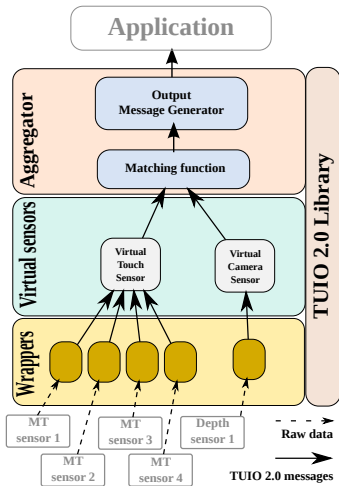 Application
Aggregator
Output
Message Generator
Matching function
TUIO 2.0 Library
Virtual sensors
Virtual
Touch
Sensor
Virtual
Camera
Sensor
Wrappers
MT
sensor 1
MT
sensor 2
MT
sensor 3
MT
sensor 4
Depth
sensor 1
Raw data
TUIO 2.0 messages